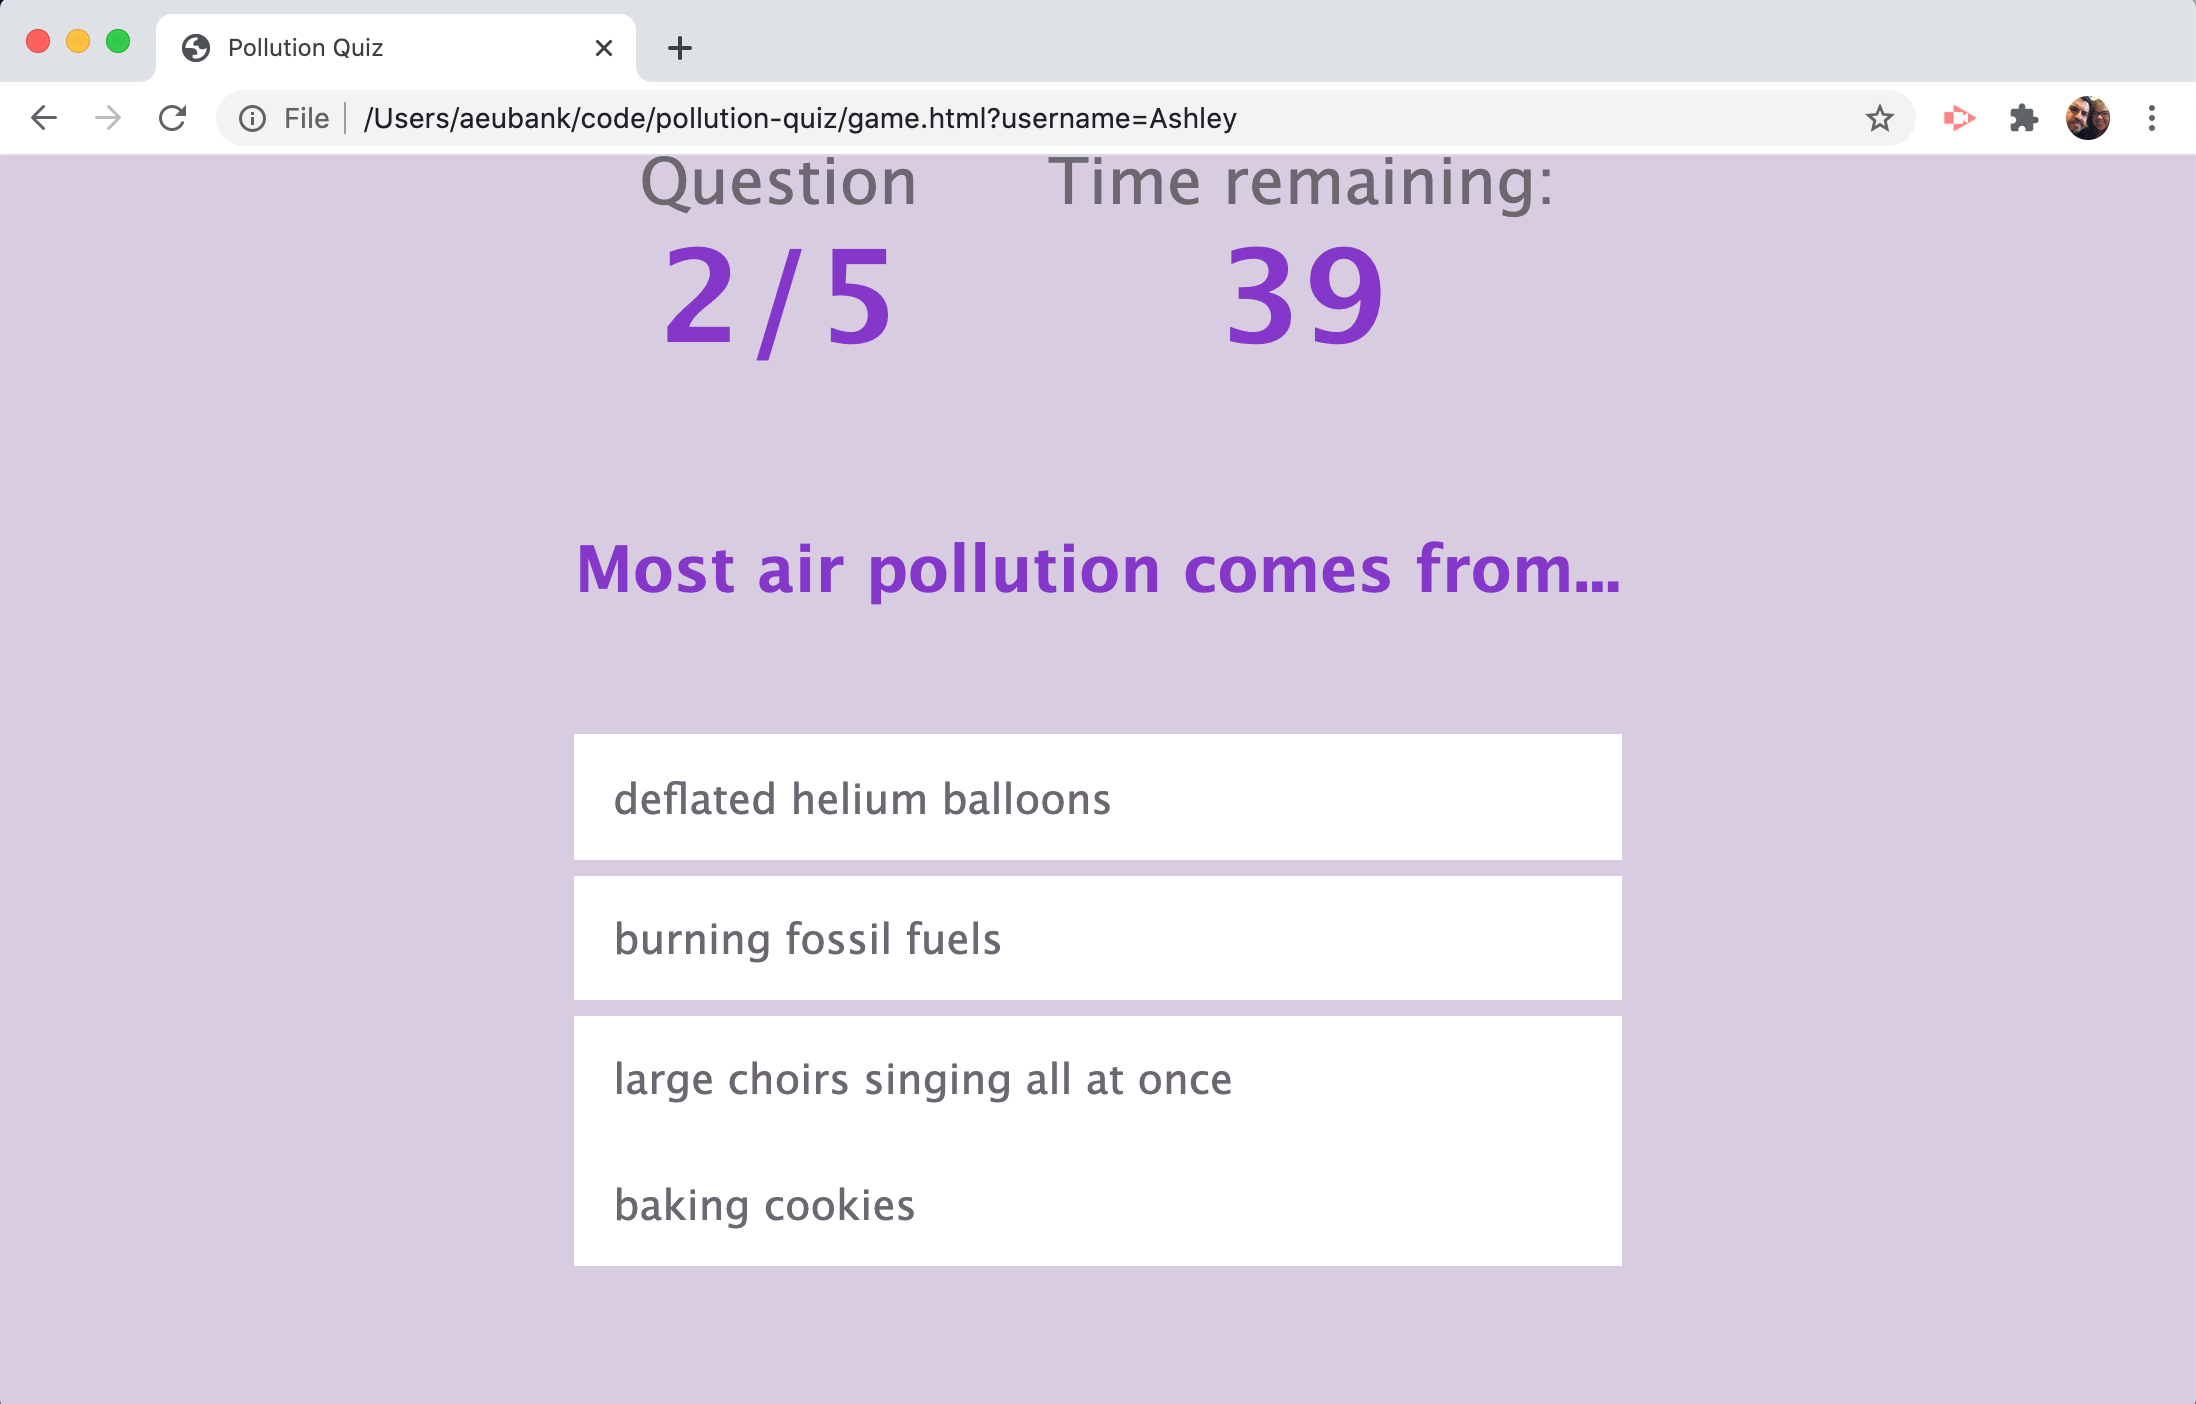 Pollution Quiz
File /Users/aeubank/code/pollution-quiz/game.html?username=Ashley
Question Time remaining:
2/5 39
Most air pollution comes from...
deflated helium balloons
burning fossil fuels
large choirs singing all at once
baking cookies